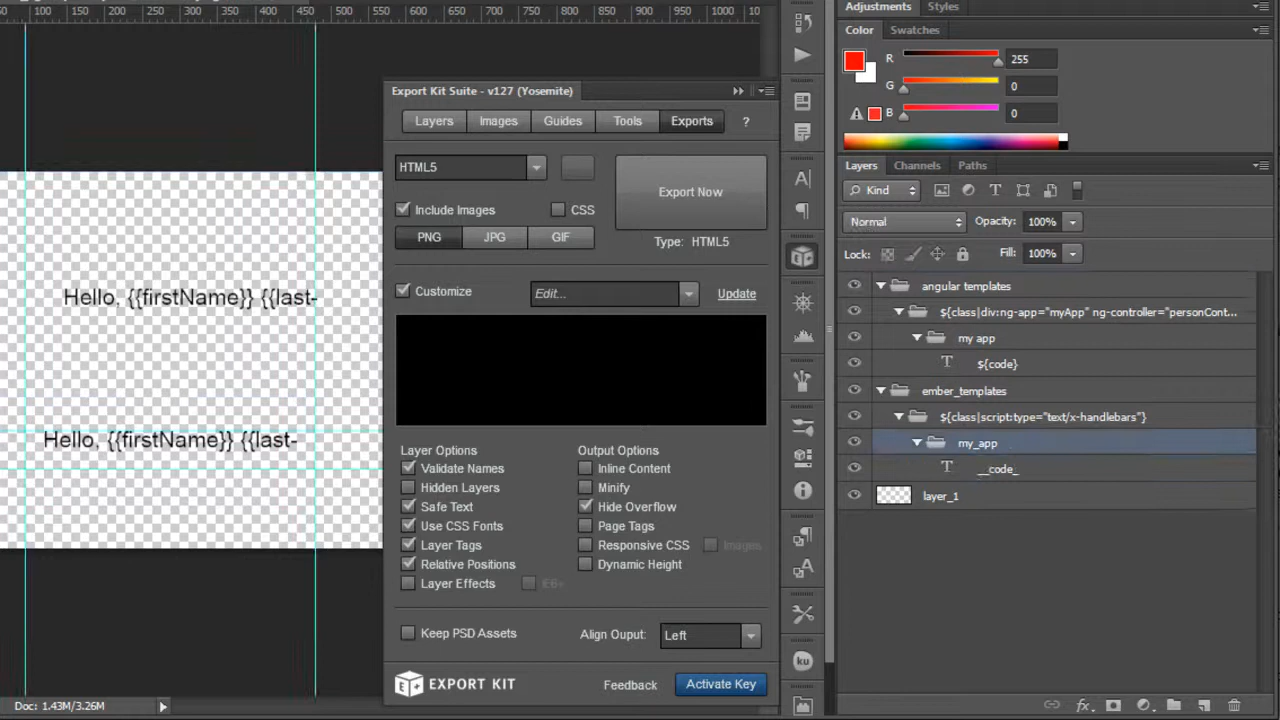 Adjustments Styles
50 100 150 200 250 300 350 400 450 500 550 600 650 700 750 800 850 900 950 1000 10
Color Swatches
R 255
G 0
B 0
Export Kit Suite - v127 (Yosemite)
Layers Images Guides Tools Exports ?
HTML5
Export Now
Include Images CSS
PNG JPG GIF
Type: HTML5
Customize Edit... Update
Layer Options Output Options
Validate Names Inline Content
Hidden Layers Minify
Safe Text Hide Overflow
Use CSS Fonts Page Tags
Layer Tags Responsive CSS Images
Relative Positions Dynamic Height
Layer Effects IE6+
Keep PSD Assets Align Ouput: Left
EXPORT KIT Feedback Activate Key
Hello, {{firstName}} {{last-
Hello, {{firstName}} {{last-
Layers Channels Paths
Kind
Normal Opacity: 100%
Lock: Fill: 100%
angular templates
${class|div:ng-app="myApp" ng-controller="personCont...
my app
T ${code}
ember_templates
${class|script:type="text/x-handlebars"}
my_app
T __code_
layer_1
fx
ku
Doc: 1.43M/3.26M